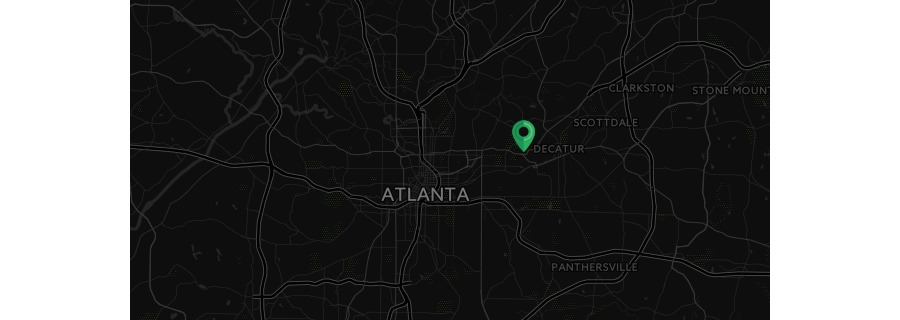 CLARKSTON
STONE MOUNT
SCOTTDALE
DECATUR
ATLANTA
PANTHERSVILLE